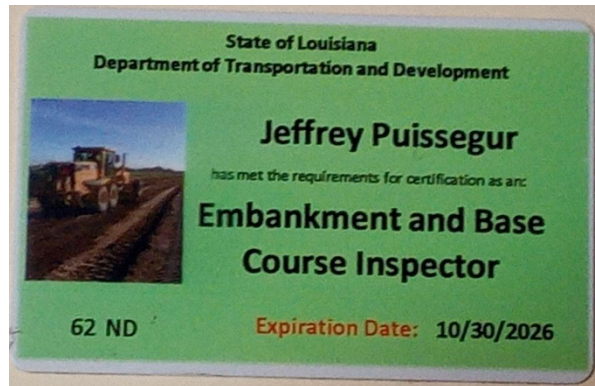 State of Louisiana
Department of Transportation and Development
Jeffrey Puissegur
has met the requirements for certification as an:
Embankment and Base
Course Inspector
62 ND
Expiration Date: 10/30/2026